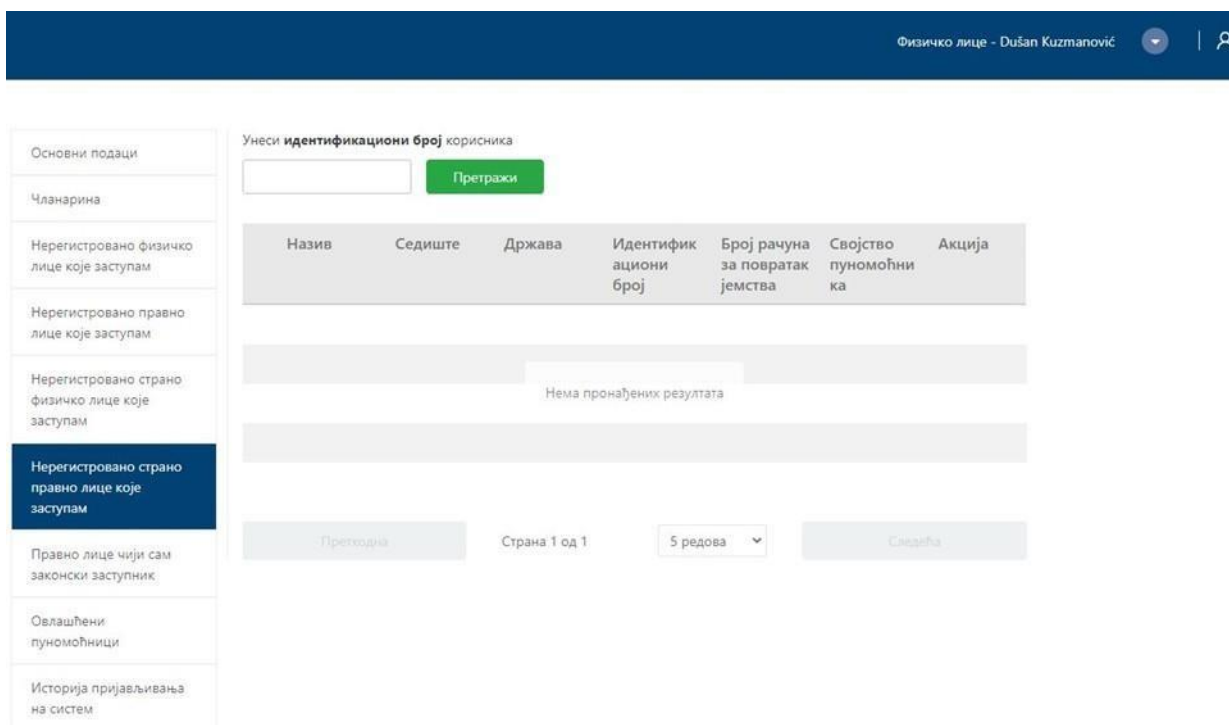 Физичко лице - Dušan Kuzmanović
Основни подаци
Чланарина
Нерегистровано физичко
лице које заступам
Нерегистровано правно
лице које заступам
Нерегистровано страно
физичко лице које
заступам
Нерегистровано страно
правно лице које
заступам
Правно лице чији сам
законски заступник
Овлашћени
пуномоћници
Историја пријављивања
на систем
Унеси идентификациони број корисника
Претражи
Назив
Седиште
Држава
Идентифик
ациони
број
Број рачуна
за повратак
јемства
Својство
пуномоћни
ка
Акција
Нема пронађених резултата
Претходна
Страна 1 од 1
5 редова
Следећа